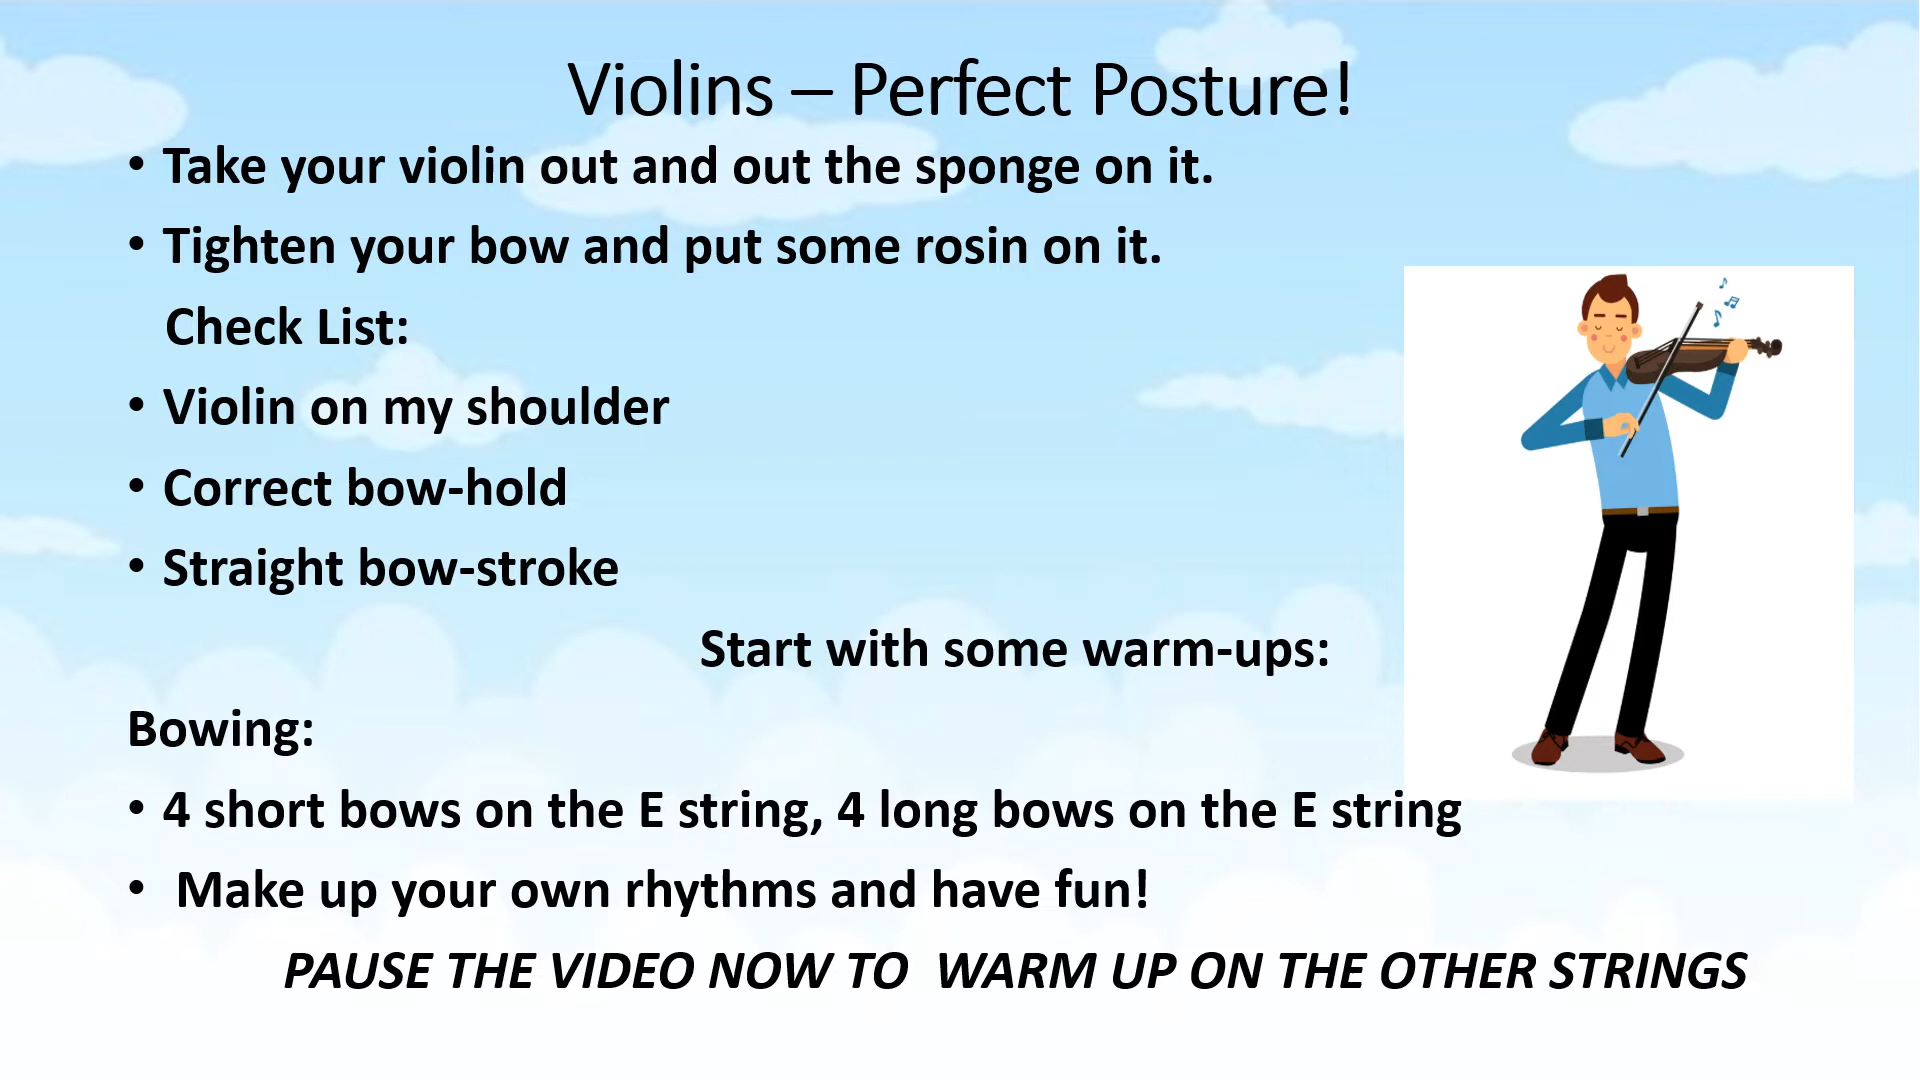 Violins – Perfect Posture!
• Take your violin out and out the sponge on it.
• Tighten your bow and put some rosin on it.
Check List:
• Violin on my shoulder
• Correct bow-hold
• Straight bow-stroke
Start with some warm-ups:
Bowing:
• 4 short bows on the E string, 4 long bows on the E string
• Make up your own rhythms and have fun!
PAUSE THE VIDEO NOW TO WARM UP ON THE OTHER STRINGS